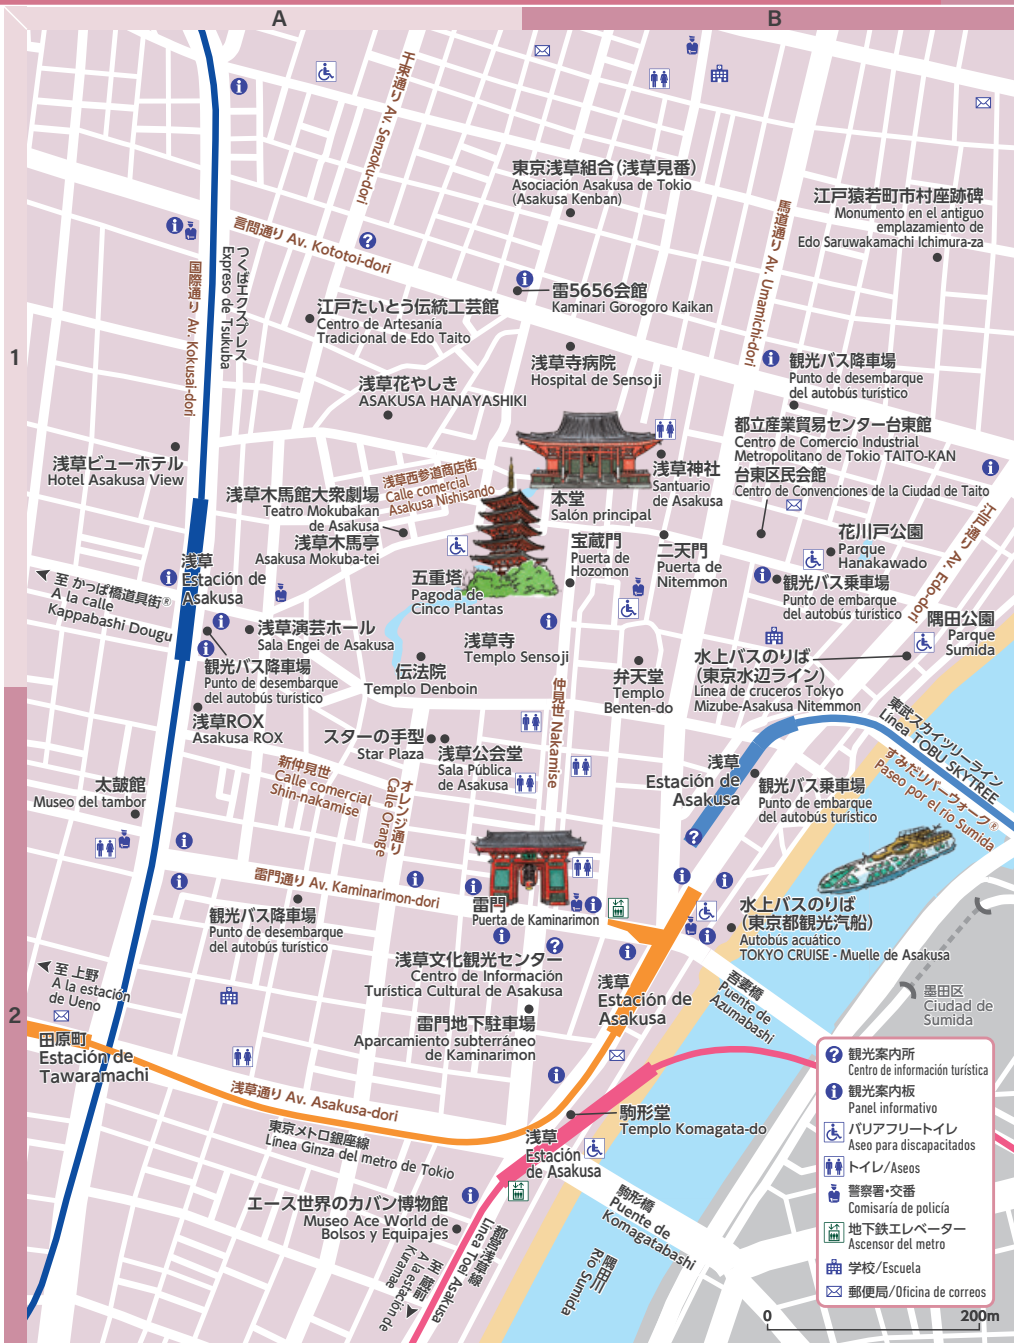 A
B
1
2
千束通り Av. Senzoku-dori
東京浅草組合(浅草見番)
Asociación Asakusa de Tokio
(Asakusa Kenban)
江戸猿若町市村座跡碑
Monumento en el antiguo
emplazamiento de
Edo Saruwakamachi Ichimura-za
馬道通り Av. Umamichi-dori
言問通り Av. Kototoi-dori
つくばエクスプレス
Expreso de Tsukuba
国際通り Av. Kokusai-dori
雷5656会館
Kaminari Gorogoro Kaikan
江戸たいとう伝統工芸館
Centro de Artesanía
Tradicional de Edo Taito
浅草寺病院
Hospital de Sensoji
観光バス降車場
Punto de desembarque
del autobús turístico
浅草花やしき
ASAKUSA HANAYASHIKI
都立産業貿易センター台東館
Centro de Comercio Industrial
Metropolitano de Tokio TAITO-KAN
台東区民会館
Centro de Convenciones de la Ciudad de Taito
浅草ビューホテル
Hotel Asakusa View
浅草西参道商店街
Calle comercial
Asakusa Nishisando
浅草神社
Santuario
de Asakusa
浅草木馬館大衆劇場
Teatro Mokubakan
de Asakusa
浅草木馬亭
Asakusa Mokuba-tei
本堂
Salón principal
宝蔵門
Puerta de
Hozomon
二天門
Puerta de
Nitemmon
花川戸公園
Parque
Hanakawado
江戸通り Av. Edo-dori
浅草
Estación de
Asakusa
至 かっぱ橋道具街®
A la calle
Kappabashi Dougu
五重塔
Pagoda de
Cinco Plantas
観光バス乗車場
Punto de embarque
del autobús turístico
隅田公園
Parque
Sumida
浅草演芸ホール
Sala Engei de Asakusa
浅草寺
Templo Sensoji
観光バス降車場
Punto de desembarque
del autobús turístico
伝法院
Templo Denboin
弁天堂
Templo
Benten-do
水上バスのりば
(東京水辺ライン)
Línea de cruceros Tokyo
Mizube-Asakusa Nitemmon
仲見世 Nakamise
浅草ROX
Asakusa ROX
スターの手型
Star Plaza
浅草公会堂
Sala Pública
de Asakusa
東武スカイツリーライン
Línea TOBU SKYTREE
すみだリバーウォーク®
Paseo por el río Sumida
新仲見世
Calle comercial
Shin-nakamise
オレンジ通り
Calle Orange
浅草
Estación de
Asakusa
観光バス乗車場
Punto de embarque
del autobús turístico
太皷館
Museo del tambor
雷門通り Av. Kaminarimon-dori
雷門
Puerta de Kaminarimon
観光バス降車場
Punto de desembarque
del autobús turístico
水上バスのりば
(東京都観光汽船)
Autobús acuático
TOKYO CRUISE - Muelle de Asakusa
浅草文化観光センター
Centro de Información
Turística Cultural de Asakusa
至 上野
A la estación
de Ueno
浅草
Estación de
Asakusa
吾妻橋
Puente de
Azumabashi
墨田区
Ciudad de
Sumida
雷門地下駐車場
Aparcamiento subterráneo
de Kaminarimon
田原町
Estación de
Tawaramachi
浅草通り Av. Asakusa-dori
東京メトロ銀座線
Línea Ginza del metro de Tokio
駒形堂
Templo Komagata-do
浅草
Estación
de Asakusa
エース世界のカバン博物館
Museo Ace World de
Bolsos y Equipajes
駒形橋
Puente de
Komagatabashi
都営浅草線
Línea Toei Asakusa
至 蔵前
A la estación de
Kuramae
隅田川
Río Sumida
観光案内所
Centro de información turística
観光案内板
Panel informativo
バリアフリートイレ
Aseo para discapacitados
トイレ/Aseos
警察署・交番
Comisaría de policía
地下鉄エレベーター
Ascensor del metro
学校/Escuela
郵便局/Oficina de correos
0
200m